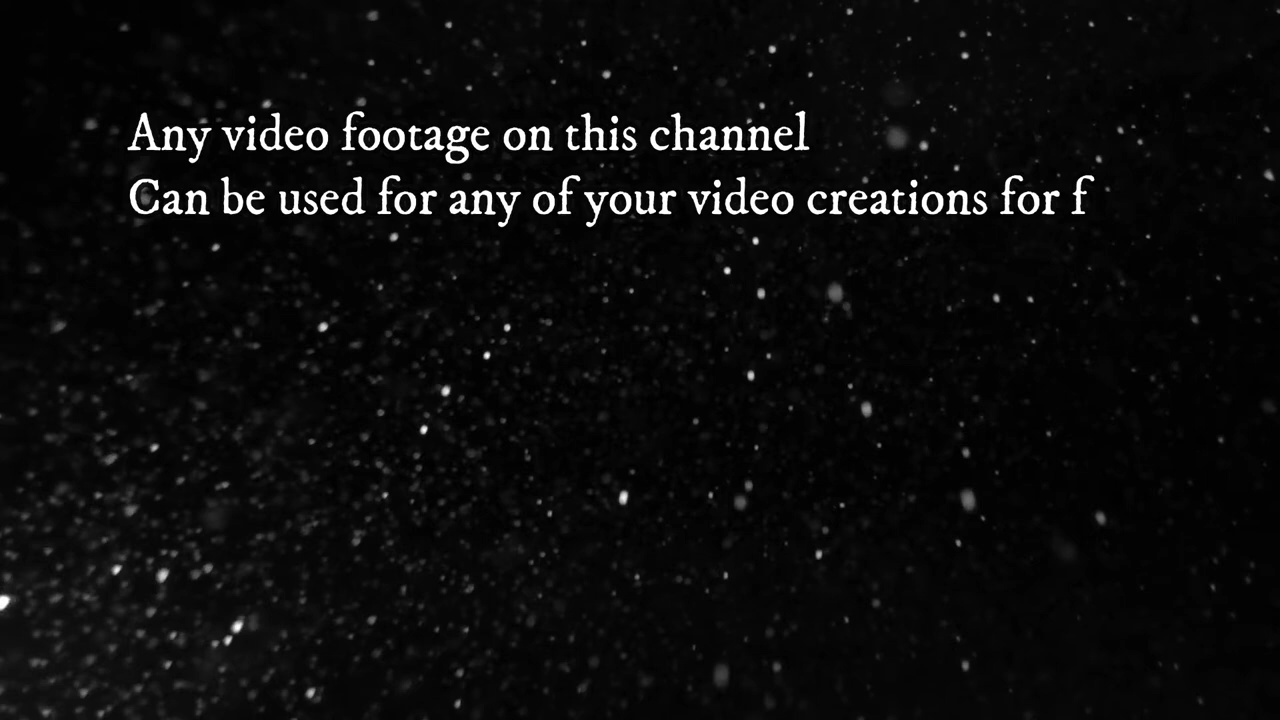 Any video footage on this channel
Can be used for any of your video creations for f